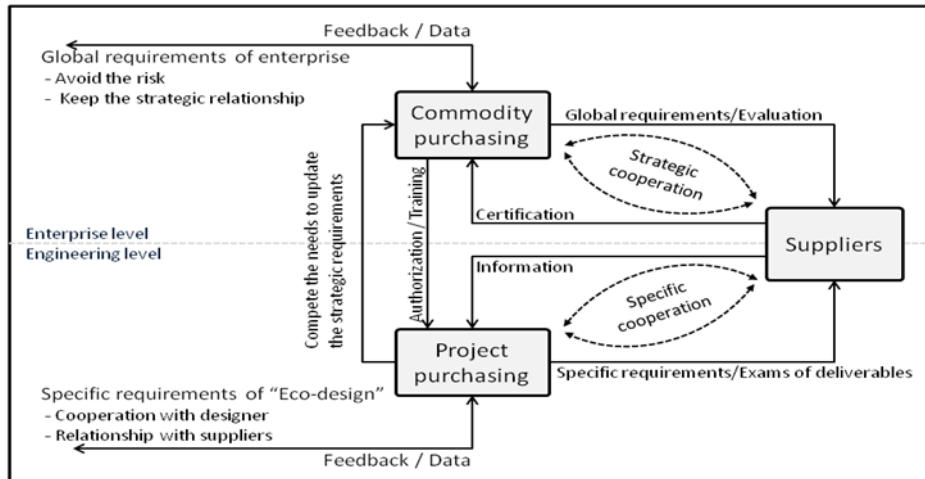 Feedback / Data
Global requirements of enterprise
- Avoid the risk
- Keep the strategic relationship
Commodity
purchasing
Global requirements/Evaluation
Strategic
cooperation
Certification
Compete the needs to update
the strategic requirements
Authorization / Training
Enterprise level
Engineering level
Suppliers
Information
Specific
cooperation
Project
purchasing
Specific requirements/Exams of deliverables
Specific requirements of “Eco-design”
- Cooperation with designer
- Relationship with suppliers
Feedback / Data